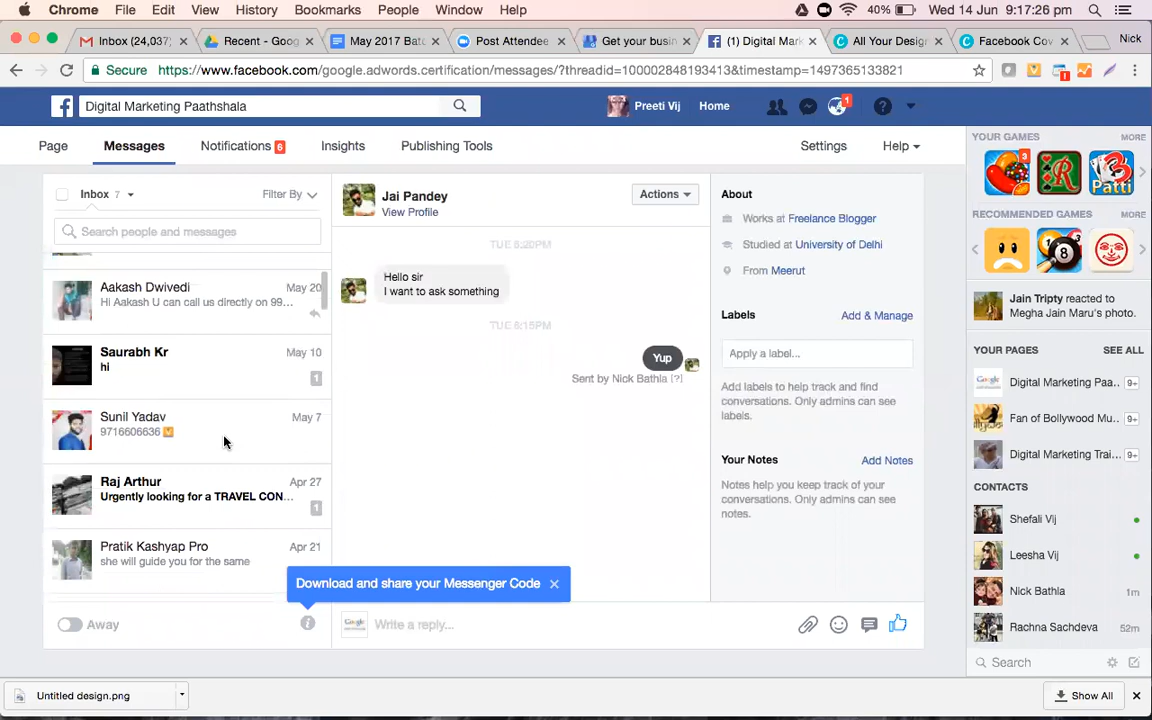 Chrome File Edit View History Bookmarks People Window Help
40% Wed 14 Jun 9:17:26 pm
Inbox (24,037)
Recent - Goog
May 2017 Batc
Post Attendee
Get your busin
(1) Digital Mark
All Your Design
Facebook Cov
Nick
Secure https://www.facebook.com/google.adwords.certification/messages/?threadid=100002848193413&timestamp=1497365133821
Digital Marketing Paathshala
Preeti Vij Home
1
Page Messages Notifications 6 Insights Publishing Tools Settings Help
Inbox 7
Filter By
Search people and messages
Aakash Dwivedi May 20
Hi Aakash U can call us directly on 99...
Saurabh Kr May 10
hi
1
Sunil Yadav May 7
9716606636
Raj Arthur Apr 27
Urgently looking for a TRAVEL CON...
1
Pratik Kashyap Pro Apr 21
she will guide you for the same
Away
Download and share your Messenger Code
Jai Pandey
View Profile
Actions
TUE 8:20PM
Hello sir
I want to ask something
TUE 8:15PM
Yup
Sent by Nick Bathla [?]
Write a reply...
About
Works at Freelance Blogger
Studied at University of Delhi
From Meerut
Labels
Add & Manage
Apply a label...
Add labels to help track and find
conversations. Only admins can see
labels.
Your Notes
Add Notes
Notes help you keep track of your
conversations. Only admins can see
notes.
YOUR GAMES MORE
3
R
3
Patti
RECOMMENDED GAMES MORE
8
Jain Tripty reacted to
Megha Jain Maru's photo.
YOUR PAGES SEE ALL
Google
Digital Marketing Paa.. 9+
Fan of Bollywood Mu.. 9+
Digital Marketing Trai... 9+
CONTACTS
Shefali Vij
Leesha Vij
Nick Bathla 1m
Rachna Sachdeva 52m
Search
Untitled design.png
Show All